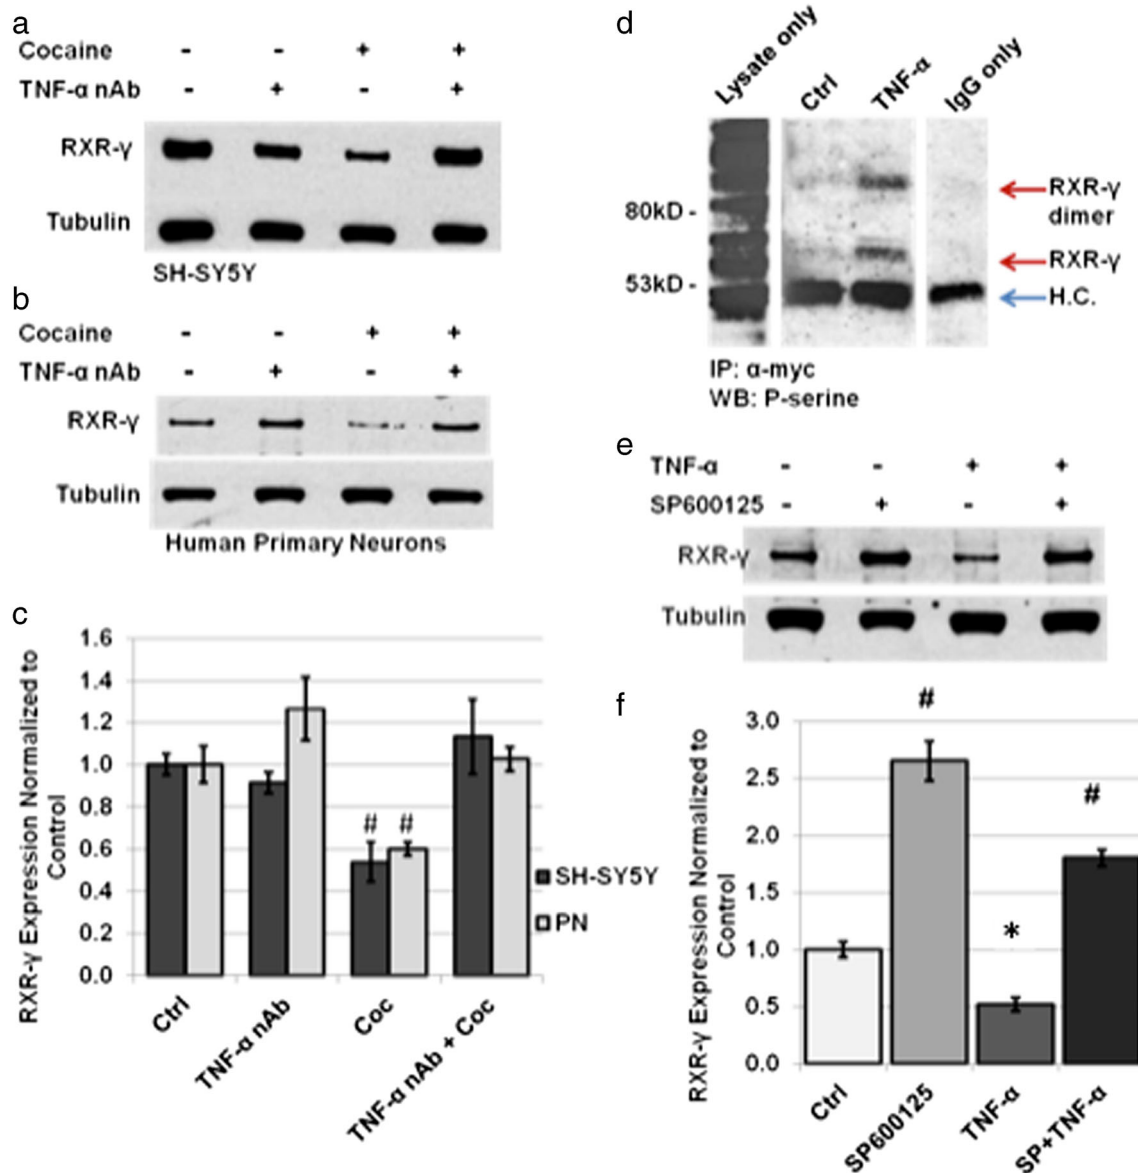 a
Cocaine - - + +
TNF-α nAb - + - +
RXR-γ
Tubulin
SH-SY5Y
b
Cocaine - - + +
TNF-α nAb - + - +
RXR-γ
Tubulin
Human Primary Neurons
c
RXR-γ Expression Normalized to
Control
1.6
1.4
1.2
1.0
0.8
0.6
0.4
0.2
0.0
# #
Ctrl
TNF-α nAb
Coc
TNF-α nAb + Coc
SH-SY5Y
PN
d
Lysate only
Ctrl
TNF-α
IgG only
80kD -
53kD -
RXR-γ
dimer
RXR-γ
H.C.
IP: α-myc
WB: P-serine
e
TNF-α - - + +
SP600125 - + - +
RXR-γ
Tubulin
f
RXR-γ Expression Normalized to
Control
3.0
2.5
2.0
1.5
1.0
0.5
0.0
#
*
#
Ctrl
SP600125
TNF-α
SP+TNF-α